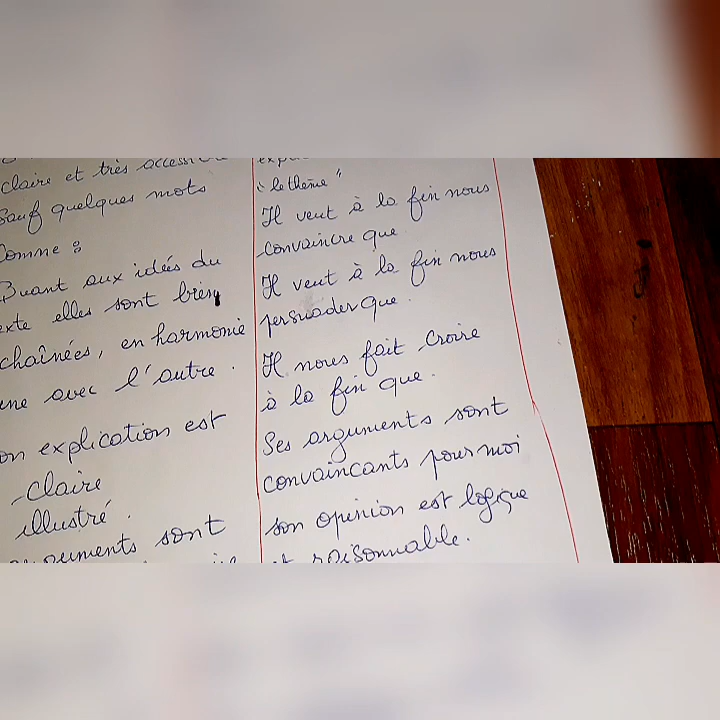 claire et très
Sauf quelques mots
Comme :
Quant aux idées du
texte elles sont bien
chaînées, en harmonie
une avec l'autre.
explication est
claire
illustré.
sont
à le thème"
Il veut à la fin nous
convaincre que
Il veut à la fin nous
persuader que.
Il nous fait croire
à la fin que.
Ses arguments sont
convaincants pour moi
son opinion est logique
raisonnable.